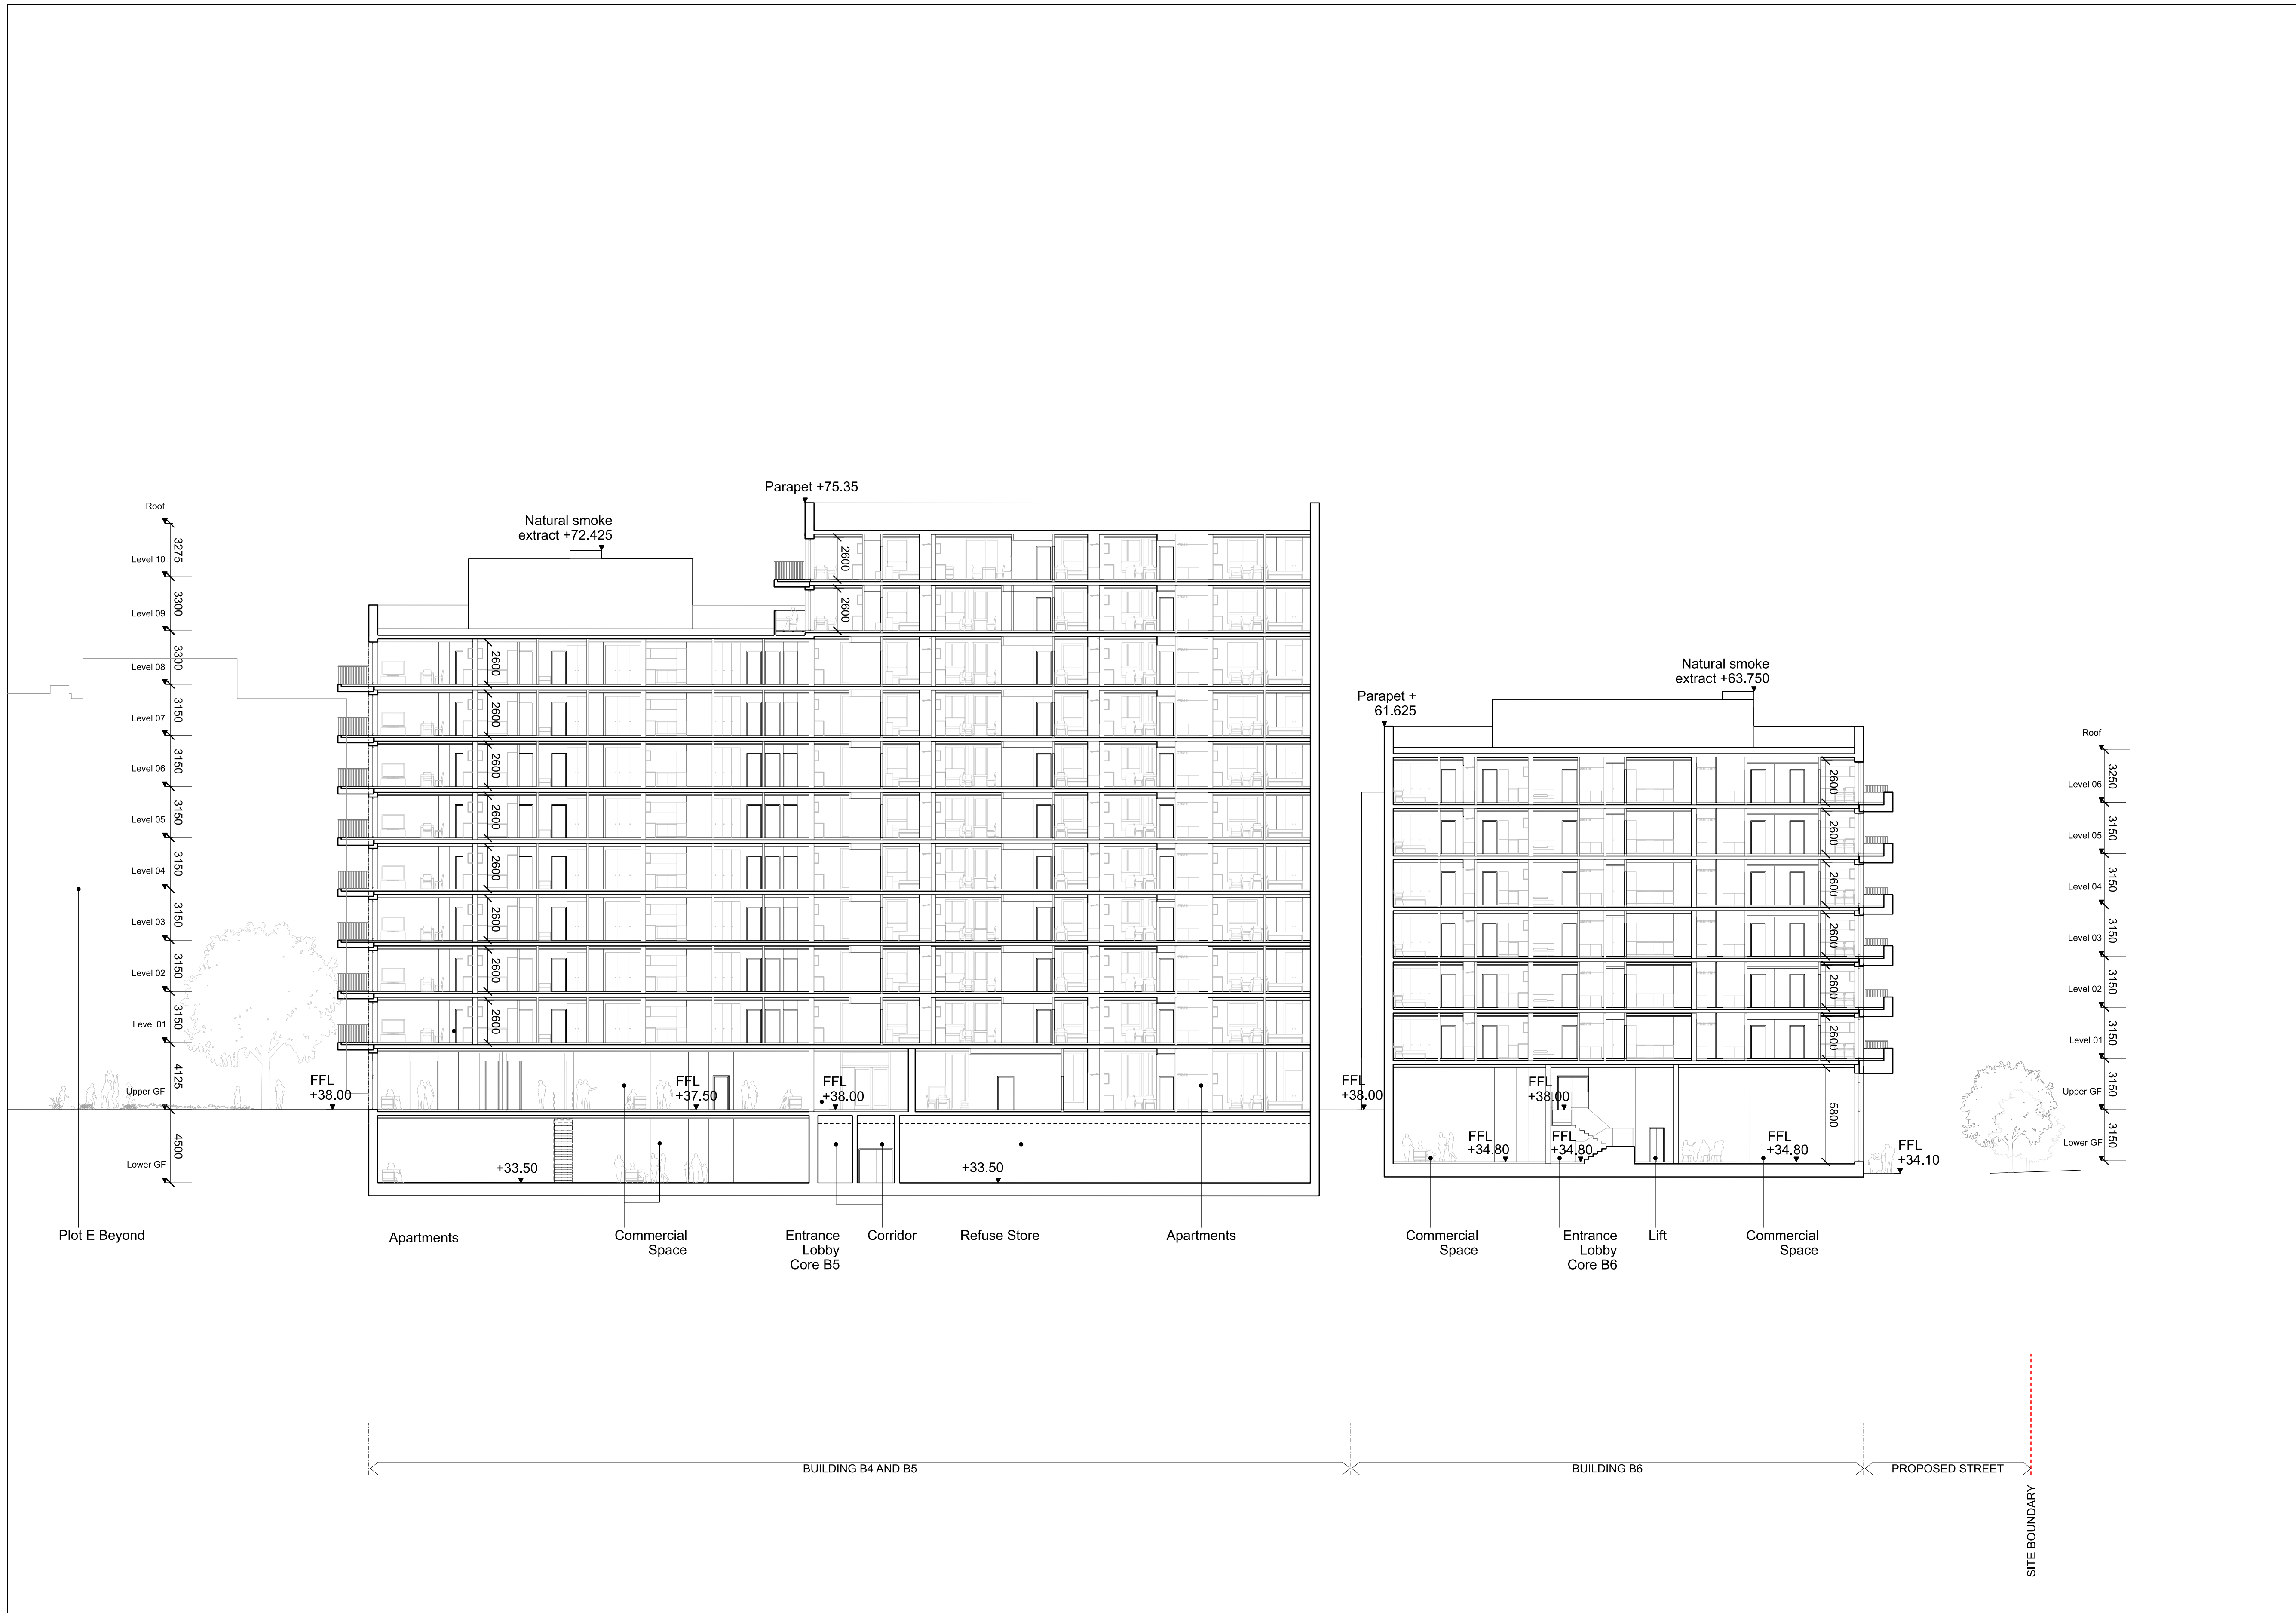 Parapet +75.35
Natural smoke
extract +72.425
Natural smoke
extract +63.750
Parapet +
61.625
Roof
3275
Level 10
3300
Level 09
3300
Level 08
3150
Level 07
3150
Level 06
3150
Level 05
3150
Level 04
3150
Level 03
3150
Level 02
3150
Level 01
4125
Upper GF
4500
Lower GF
2600
2600
2600
2600
2600
2600
2600
2600
2600
2600
FFL
+38.00
FFL
+37.50
FFL
+38.00
+33.50
+33.50
FFL
+38.00
2600
2600
2600
2600
2600
2600
5800
FFL
+38.00
FFL
+34.80
FFL
+34.80
FFL
+34.80
FFL
+34.10
Roof
3250
Level 06
3150
Level 05
3150
Level 04
3150
Level 03
3150
Level 02
3150
Level 01
3150
Upper GF
3150
Lower GF
Plot E Beyond
Apartments
Commercial
Space
Entrance
Lobby
Core B5
Corridor
Refuse Store
Apartments
Commercial
Space
Entrance
Lobby
Core B6
Lift
Commercial
Space
BUILDING B4 AND B5
BUILDING B6
PROPOSED STREET
SITE BOUNDARY